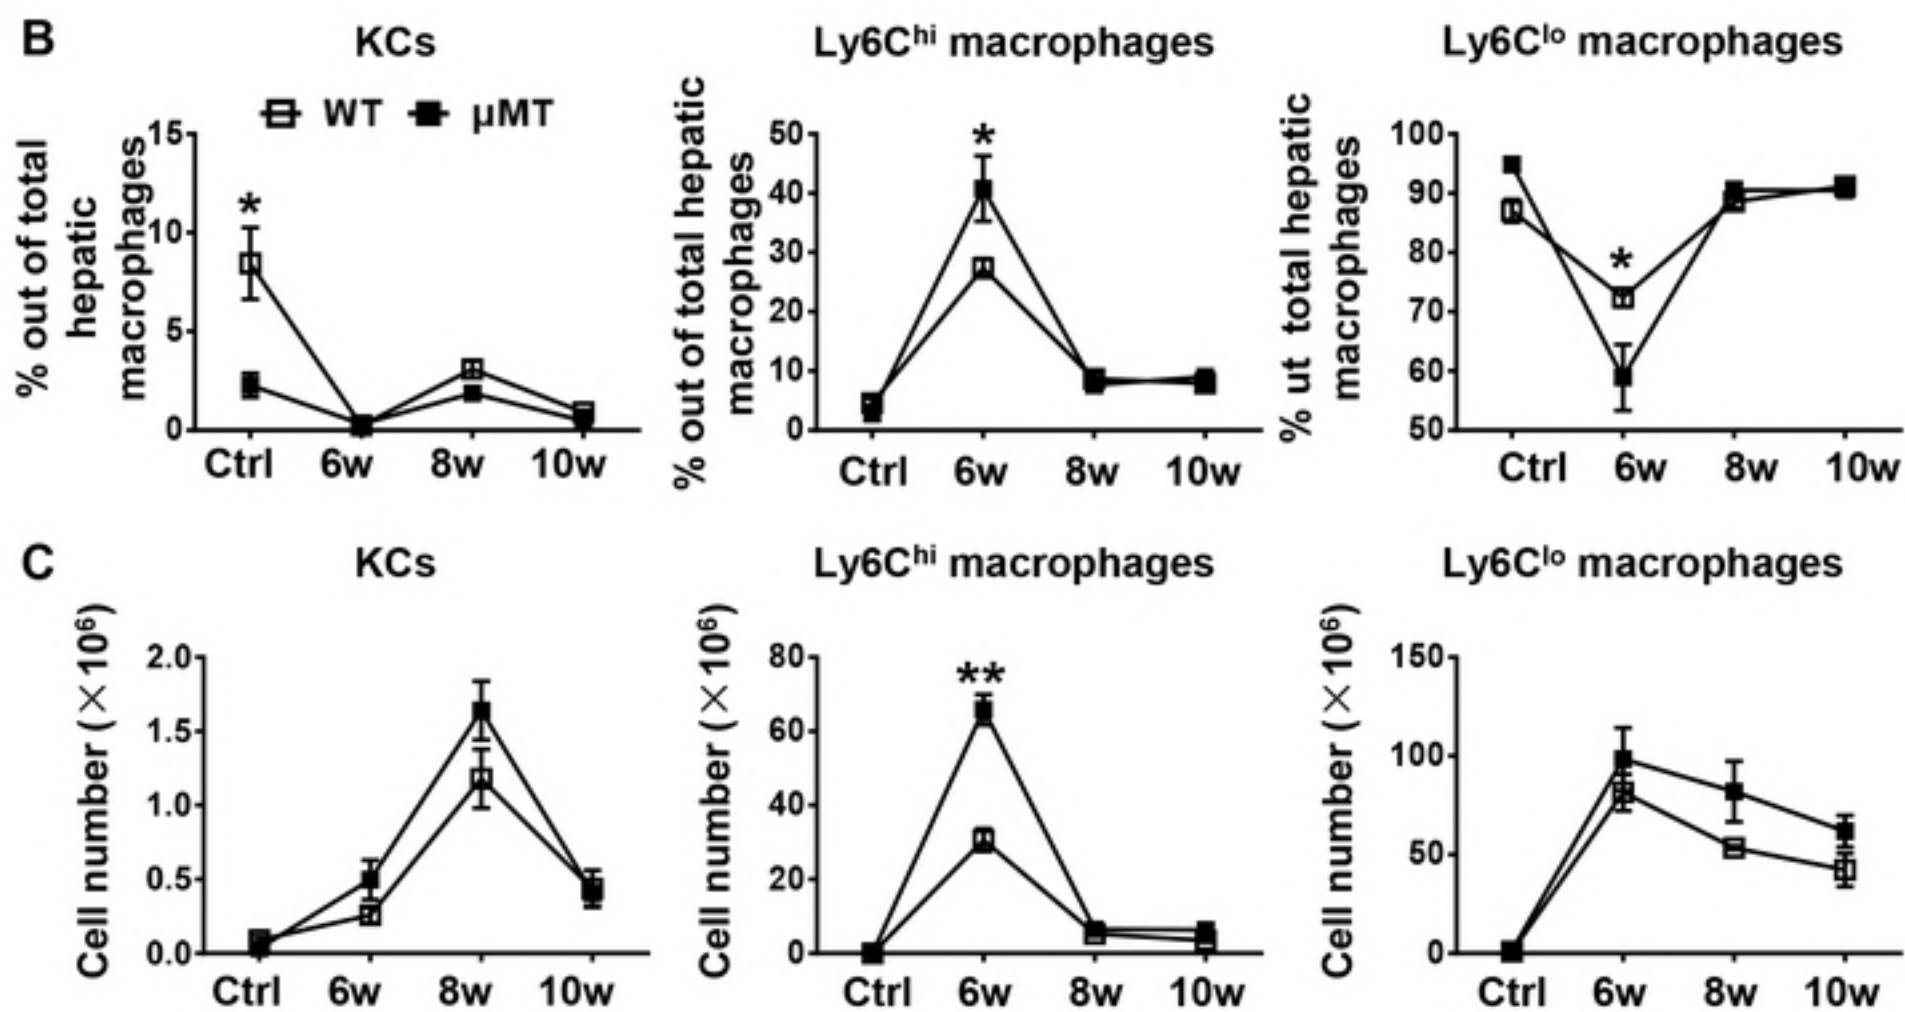 B
KCs
Ly6Chi macrophages
Ly6Clo macrophages
WT
µMT
% out of total
hepatic
macrophages
15
10
5
0
*
Ctrl 6w 8w 10w
% out of total hepatic
macrophages
50
40
30
20
10
0
*
Ctrl 6w 8w 10w
% ut total hepatic
macrophages
100
90
80
70
60
50
*
Ctrl 6w 8w 10w
C
KCs
Ly6Chi macrophages
Ly6Clo macrophages
Cell number (×10⁶)
2.0
1.5
1.0
0.5
0.0
Ctrl 6w 8w 10w
Cell number (×10⁶)
80
60
40
20
0
**
Ctrl 6w 8w 10w
Cell number (×10⁶)
150
100
50
0
Ctrl 6w 8w 10w